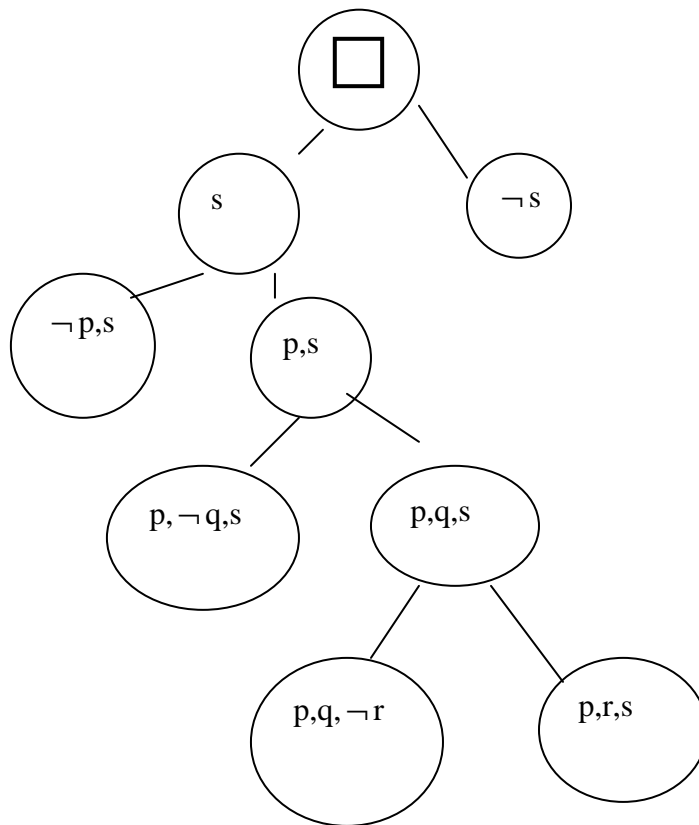 □
s
¬ s
¬ p,s
p,s
p, ¬ q,s
p,q,s
p,q, ¬ r
p,r,s